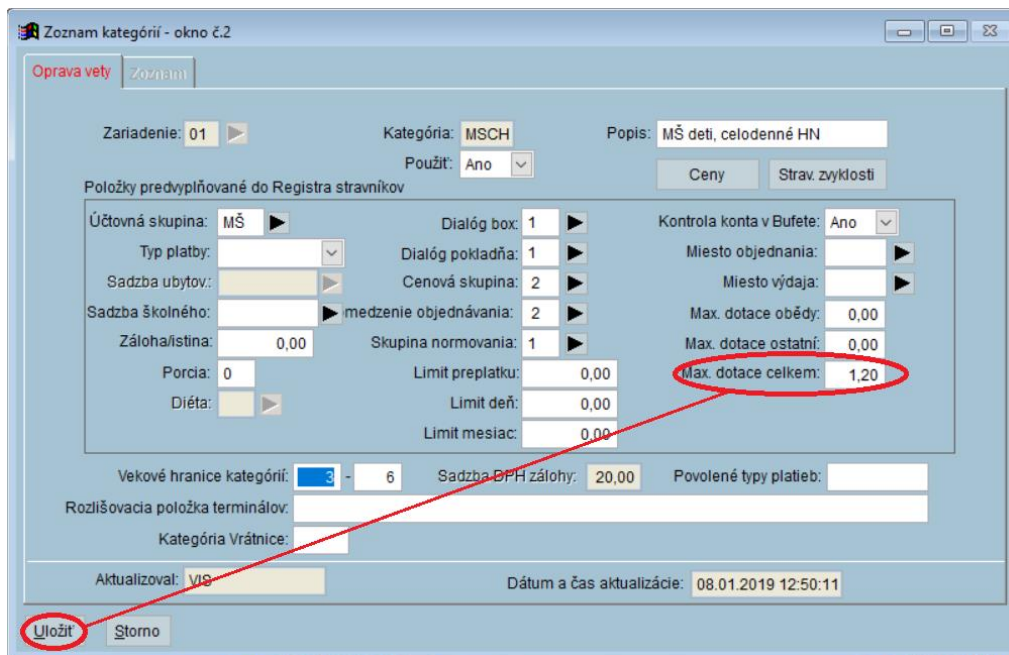 Zoznam kategórií - okno č.2
Oprava vety Zoznam
Zariadenie: 01 Kategória: MSCH Popis: MŠ deti, celodenné HN
Použiť: Ano Ceny Strav. zvyklosti
Položky predvyplňované do Registra stravníkov
Účtovná skupina: MŠ Dialóg box: 1 Kontrola konta v Bufete: Ano
Typ platby: Dialóg pokladňa: 1 Miesto objednania:
Sadzba ubytov.: Cenová skupina: 2 Miesto výdaja:
Sadzba školného: medzenie objednávania: 2 Max. dotace obědy: 0,00
Záloha/istina: 0,00 Skupina normovania: 1 Max. dotace ostatní: 0,00
Porcia: 0 Limit preplatku: 0,00 Max. dotace celkem: 1,20
Diéta: Limit deň: 0,00
Limit mesiac: 0,00
Vekové hranice kategórií: 3 - 6 Sadzba DPH zálohy: 20,00 Povolené typy platieb:
Rozlišovacia položka terminálov:
Kategória Vrátnice:
Aktualizoval: VIS Dátum a čas aktualizácie: 08.01.2019 12:50:11
Uložiť Storno